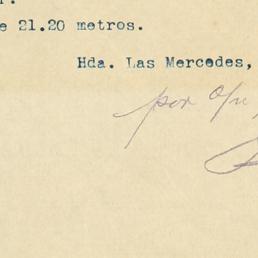 e 21.20 metros.
Hda. Las Mercedes,
por